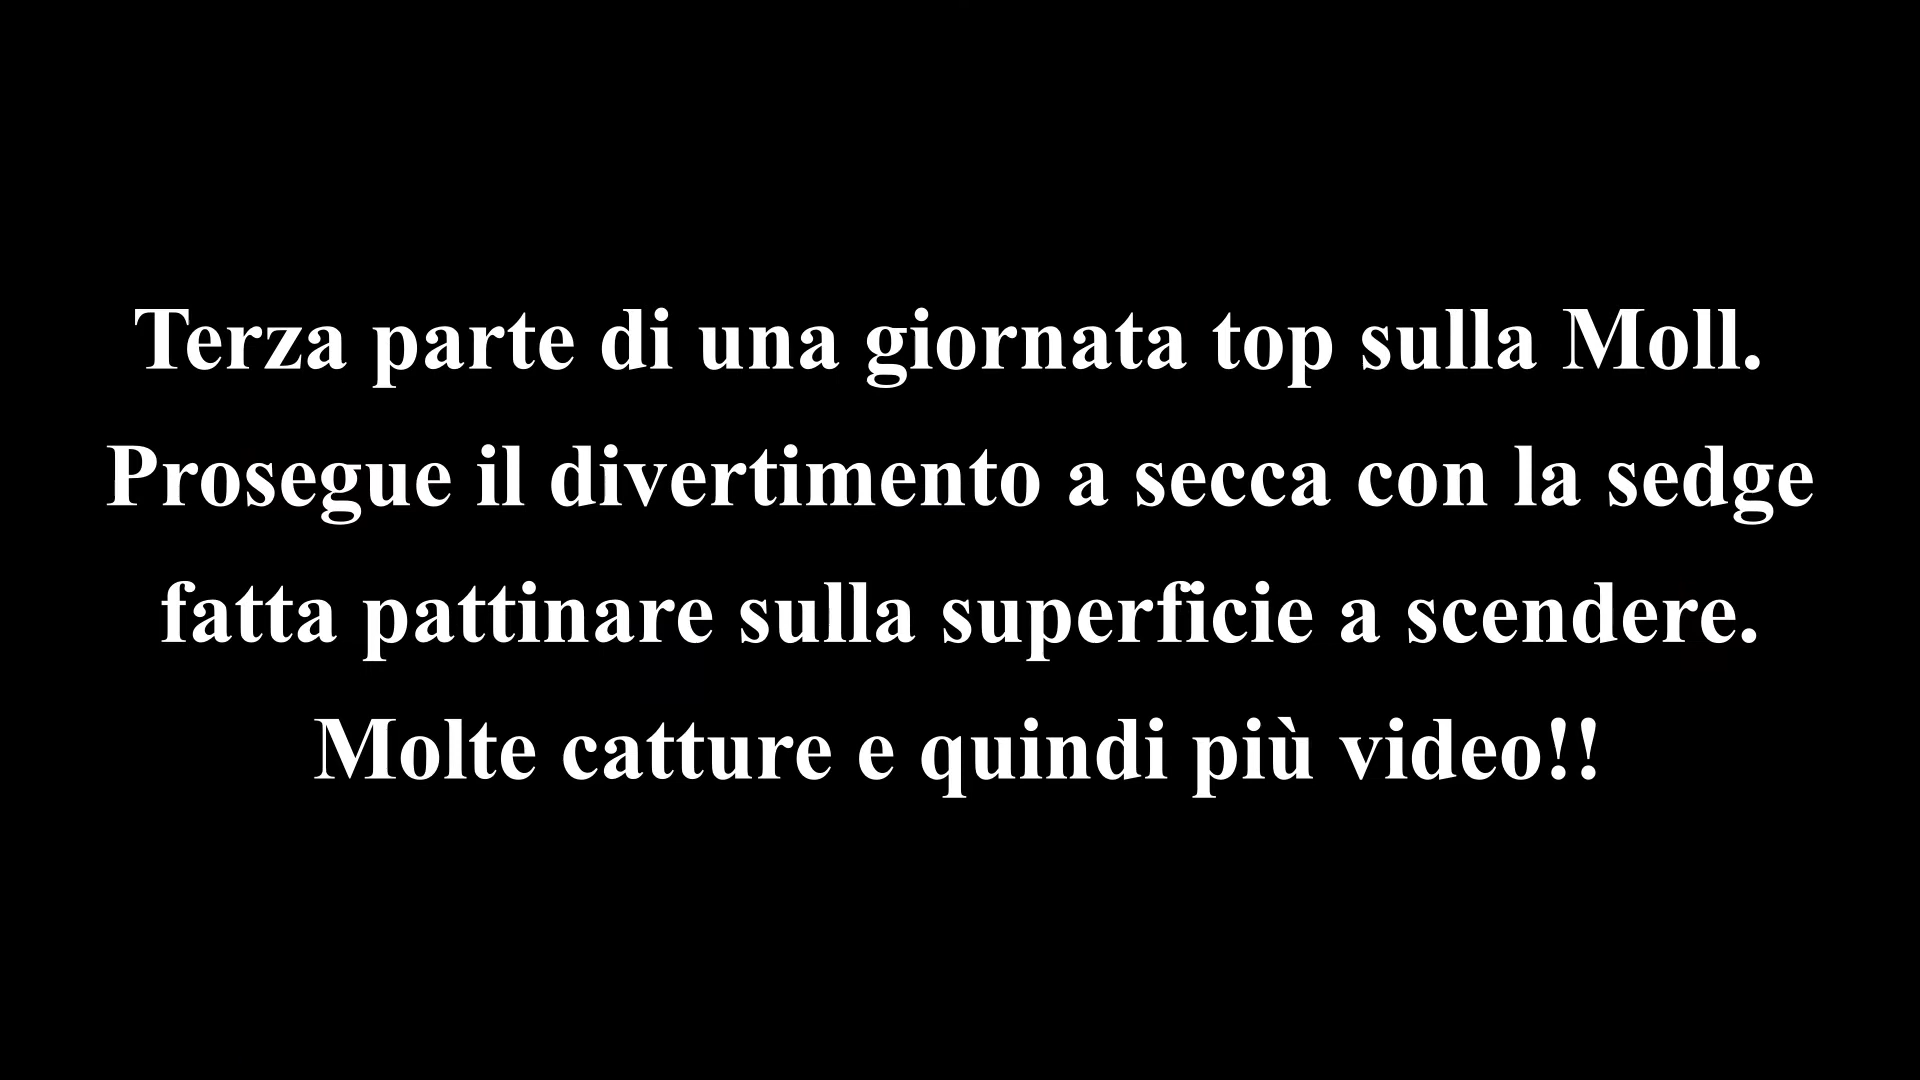 Terza parte di una giornata top sulla Moll.
Prosegue il divertimento a secca con la sedge
fatta pattinare sulla superficie a scendere.
Molte catture e quindi più video!!